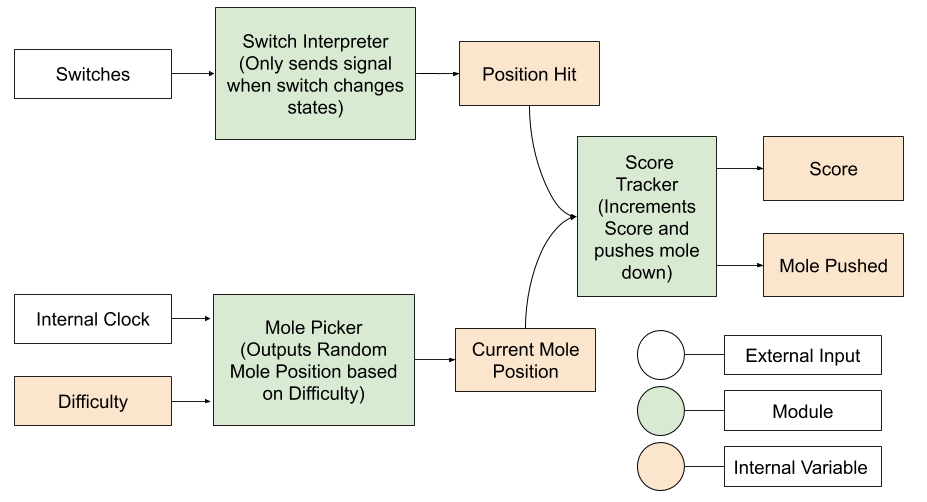 Switches
Switch Interpreter
(Only sends signal
when switch changes
states)
Position Hit
Score
Tracker
(Increments
Score and
pushes mole
down)
Score
Mole Pushed
Internal Clock
Difficulty
Mole Picker
(Outputs Random
Mole Position based
on Difficulty)
Current Mole
Position
External Input
Module
Internal Variable